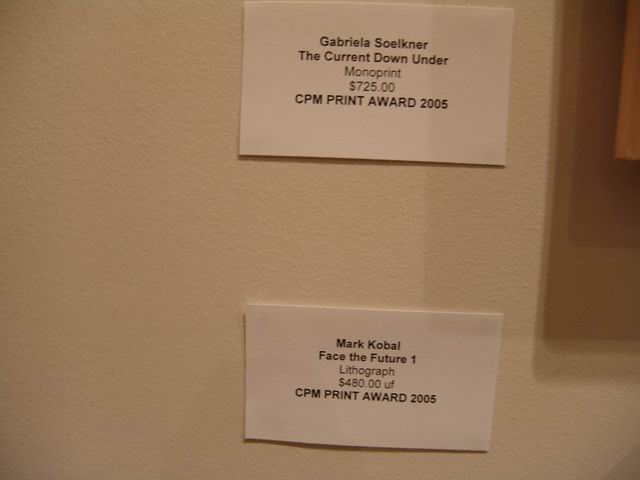 Gabriela Soelkner
The Current Down Under
Monoprint
$725.00
CPM PRINT AWARD 2005
Mark Kobal
Face the Future 1
Lithograph
$480.00 uf
CPM PRINT AWARD 2005